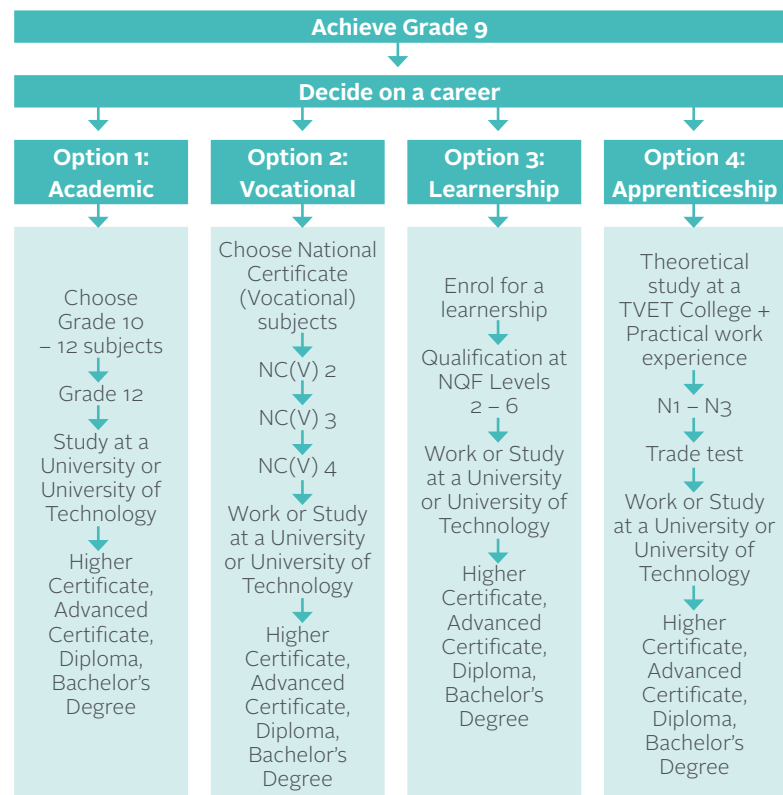 Achieve Grade 9
Decide on a career
Option 1:
Academic
Choose
Grade 10
– 12 subjects
Grade 12
Study at a
University or
University of
Technology
Higher
Certificate,
Advanced
Certificate,
Diploma,
Bachelor's
Degree
Option 2:
Vocational
Choose National
Certificate
(Vocational)
subjects
NC(V) 2
NC(V) 3
NC(V) 4
Work or Study
at a University
or University of
Technology
Higher
Certificate,
Advanced
Certificate,
Diploma,
Bachelor's
Degree
Option 3:
Learnership
Enrol for a
learnership
Qualification at
NQF Levels
2 – 6
Work or Study
at a University
or University of
Technology
Higher
Certificate,
Advanced
Certificate,
Diploma,
Bachelor's
Degree
Option 4:
Apprenticeship
Theoretical
study at a
TVET College +
Practical work
experience
N1 – N3
Trade test
Work or Study
at a University or
University of
Technology
Higher
Certificate,
Advanced
Certificate,
Diploma,
Bachelor's
Degree